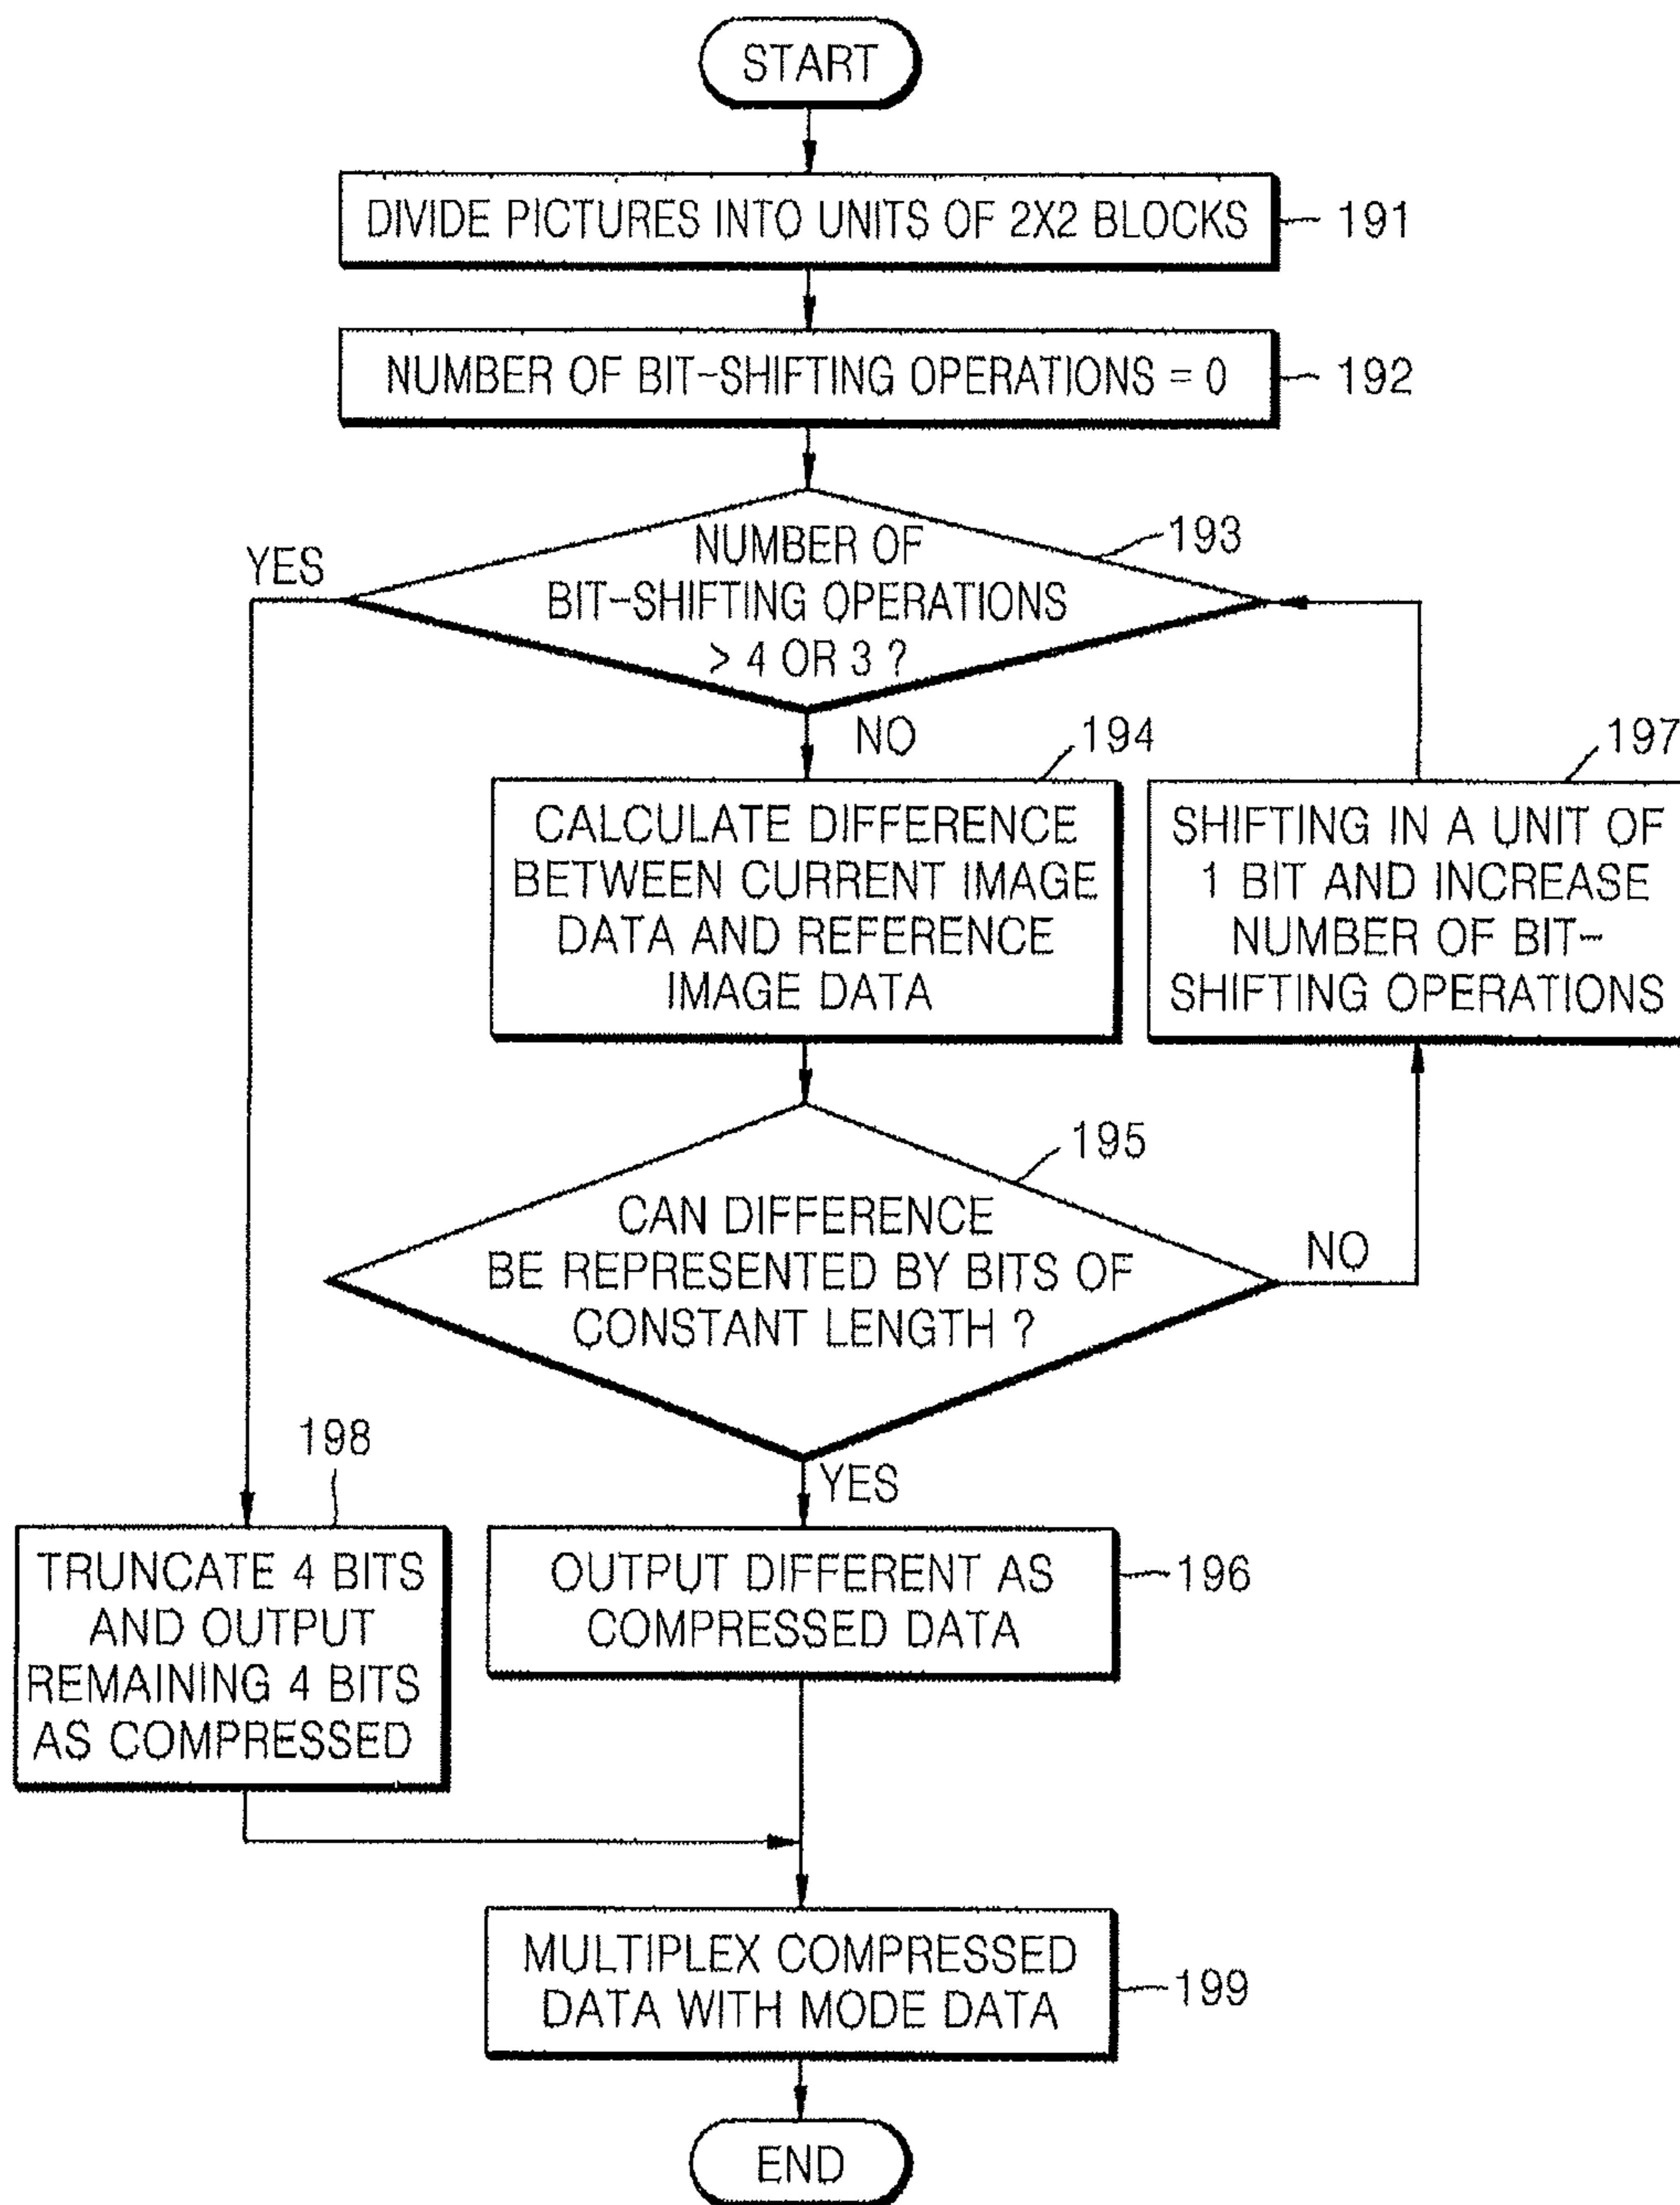 START
DIVIDE PICTURES INTO UNITS OF 2X2 BLOCKS
191
NUMBER OF BIT-SHIFTING OPERATIONS = 0
192
NUMBER OF
BIT-SHIFTING OPERATIONS
> 4 OR 3 ?
193
YES
NO
194
CALCULATE DIFFERENCE
BETWEEN CURRENT IMAGE
DATA AND REFERENCE
IMAGE DATA
197
SHIFTING IN A UNIT OF
1 BIT AND INCREASE
NUMBER OF BIT-
SHIFTING OPERATIONS
195
CAN DIFFERENCE
BE REPRESENTED BY BITS OF
CONSTANT LENGTH ?
NO
YES
198
TRUNCATE 4 BITS
AND OUTPUT
REMAINING 4 BITS
AS COMPRESSED
OUTPUT DIFFERENT AS
COMPRESSED DATA
196
MULTIPLEX COMPRESSED
DATA WITH MODE DATA
199
END